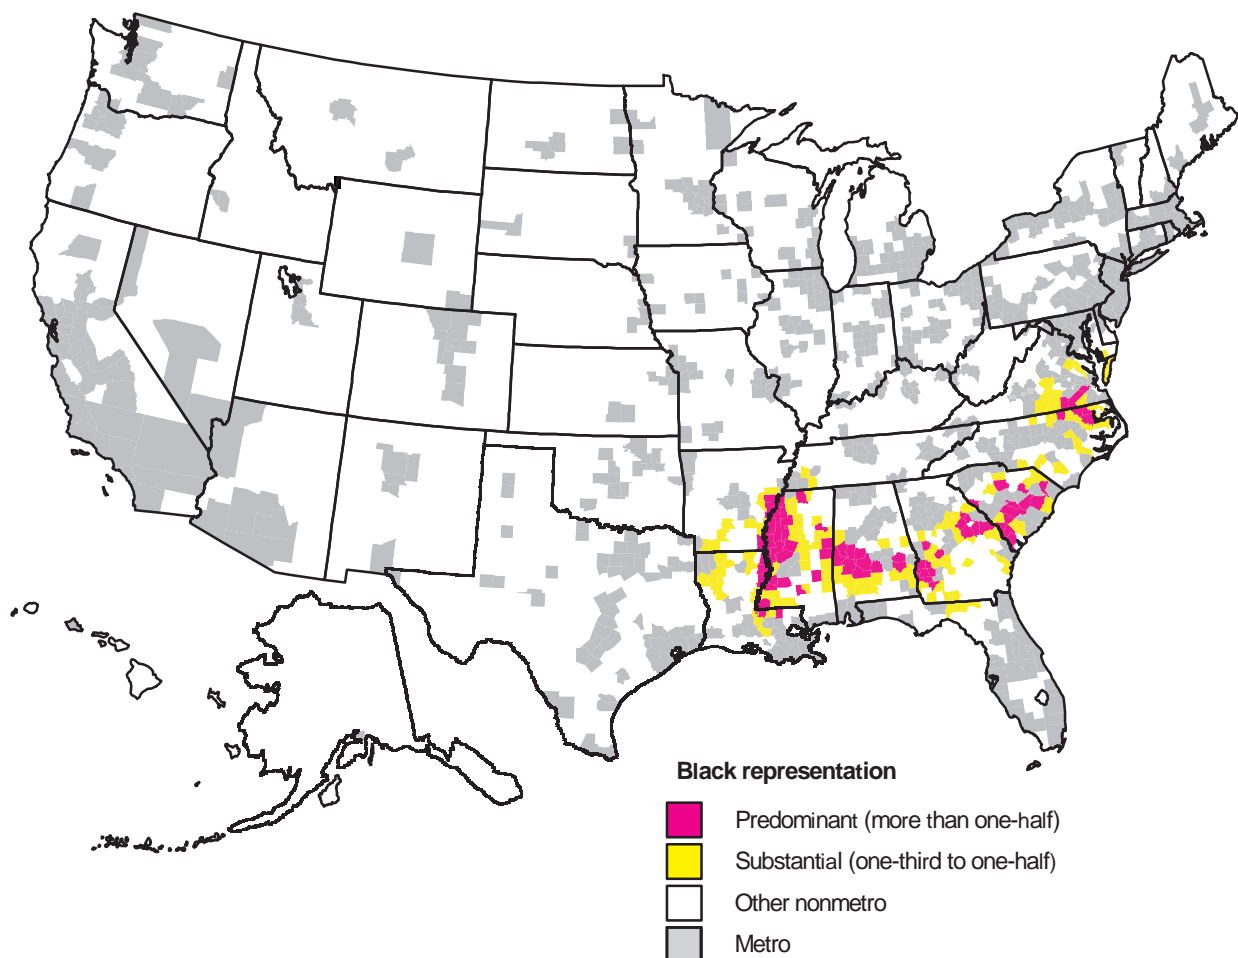 Black representation
Predominant (more than one-half)
Substantial (one-third to one-half)
Other nonmetro
Metro